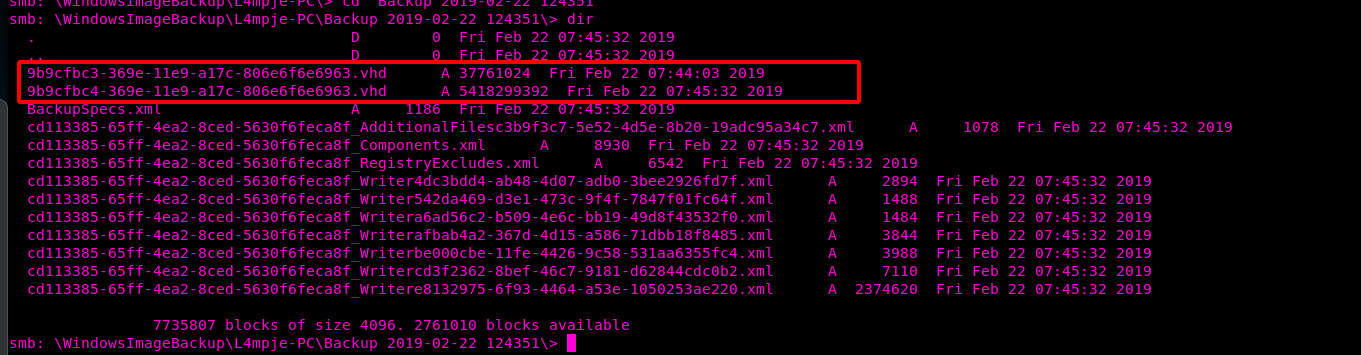 smb: \WindowsImageBackup\L4mpje-PC\> cd "Backup 2019-02-22 124351"
smb: \WindowsImageBackup\L4mpje-PC\Backup 2019-02-22 124351\> dir
. D 0 Fri Feb 22 07:45:32 2019
.. D 0 Fri Feb 22 07:45:32 2019
9b9cfbc3-369e-11e9-a17c-806e6f6e6963.vhd A 37761024 Fri Feb 22 07:44:03 2019
9b9cfbc4-369e-11e9-a17c-806e6f6e6963.vhd A 5418299392 Fri Feb 22 07:45:32 2019
BackupSpecs.xml A 1186 Fri Feb 22 07:45:32 2019
cd113385-65ff-4ea2-8ced-5630f6feca8f_AdditionalFilesc3b9f3c7-5e52-4d5e-8b20-19adc95a34c7.xml A 1078 Fri Feb 22 07:45:32 2019
cd113385-65ff-4ea2-8ced-5630f6feca8f_Components.xml A 8930 Fri Feb 22 07:45:32 2019
cd113385-65ff-4ea2-8ced-5630f6feca8f_RegistryExcludes.xml A 6542 Fri Feb 22 07:45:32 2019
cd113385-65ff-4ea2-8ced-5630f6feca8f_Writer4dc3bdd4-ab48-4d07-adb0-3bee2926fd7f.xml A 2894 Fri Feb 22 07:45:32 2019
cd113385-65ff-4ea2-8ced-5630f6feca8f_Writer542da469-d3e1-473c-9f4f-7847f01fc64f.xml A 1488 Fri Feb 22 07:45:32 2019
cd113385-65ff-4ea2-8ced-5630f6feca8f_Writera6ad56c2-b509-4e6c-bb19-49d8f43532f0.xml A 1484 Fri Feb 22 07:45:32 2019
cd113385-65ff-4ea2-8ced-5630f6feca8f_Writerafbab4a2-367d-4d15-a586-71dbb18f8485.xml A 3844 Fri Feb 22 07:45:32 2019
cd113385-65ff-4ea2-8ced-5630f6feca8f_Writerbe000cbe-11fe-4426-9c58-531aa6355fc4.xml A 3988 Fri Feb 22 07:45:32 2019
cd113385-65ff-4ea2-8ced-5630f6feca8f_Writercd3f2362-8bef-46c7-9181-d62844cdc0b2.xml A 7110 Fri Feb 22 07:45:32 2019
cd113385-65ff-4ea2-8ced-5630f6feca8f_Writere8132975-6f93-4464-a53e-1050253ae220.xml A 2374620 Fri Feb 22 07:45:32 2019
7735807 blocks of size 4096. 2761010 blocks available
smb: \WindowsImageBackup\L4mpje-PC\Backup 2019-02-22 124351\>